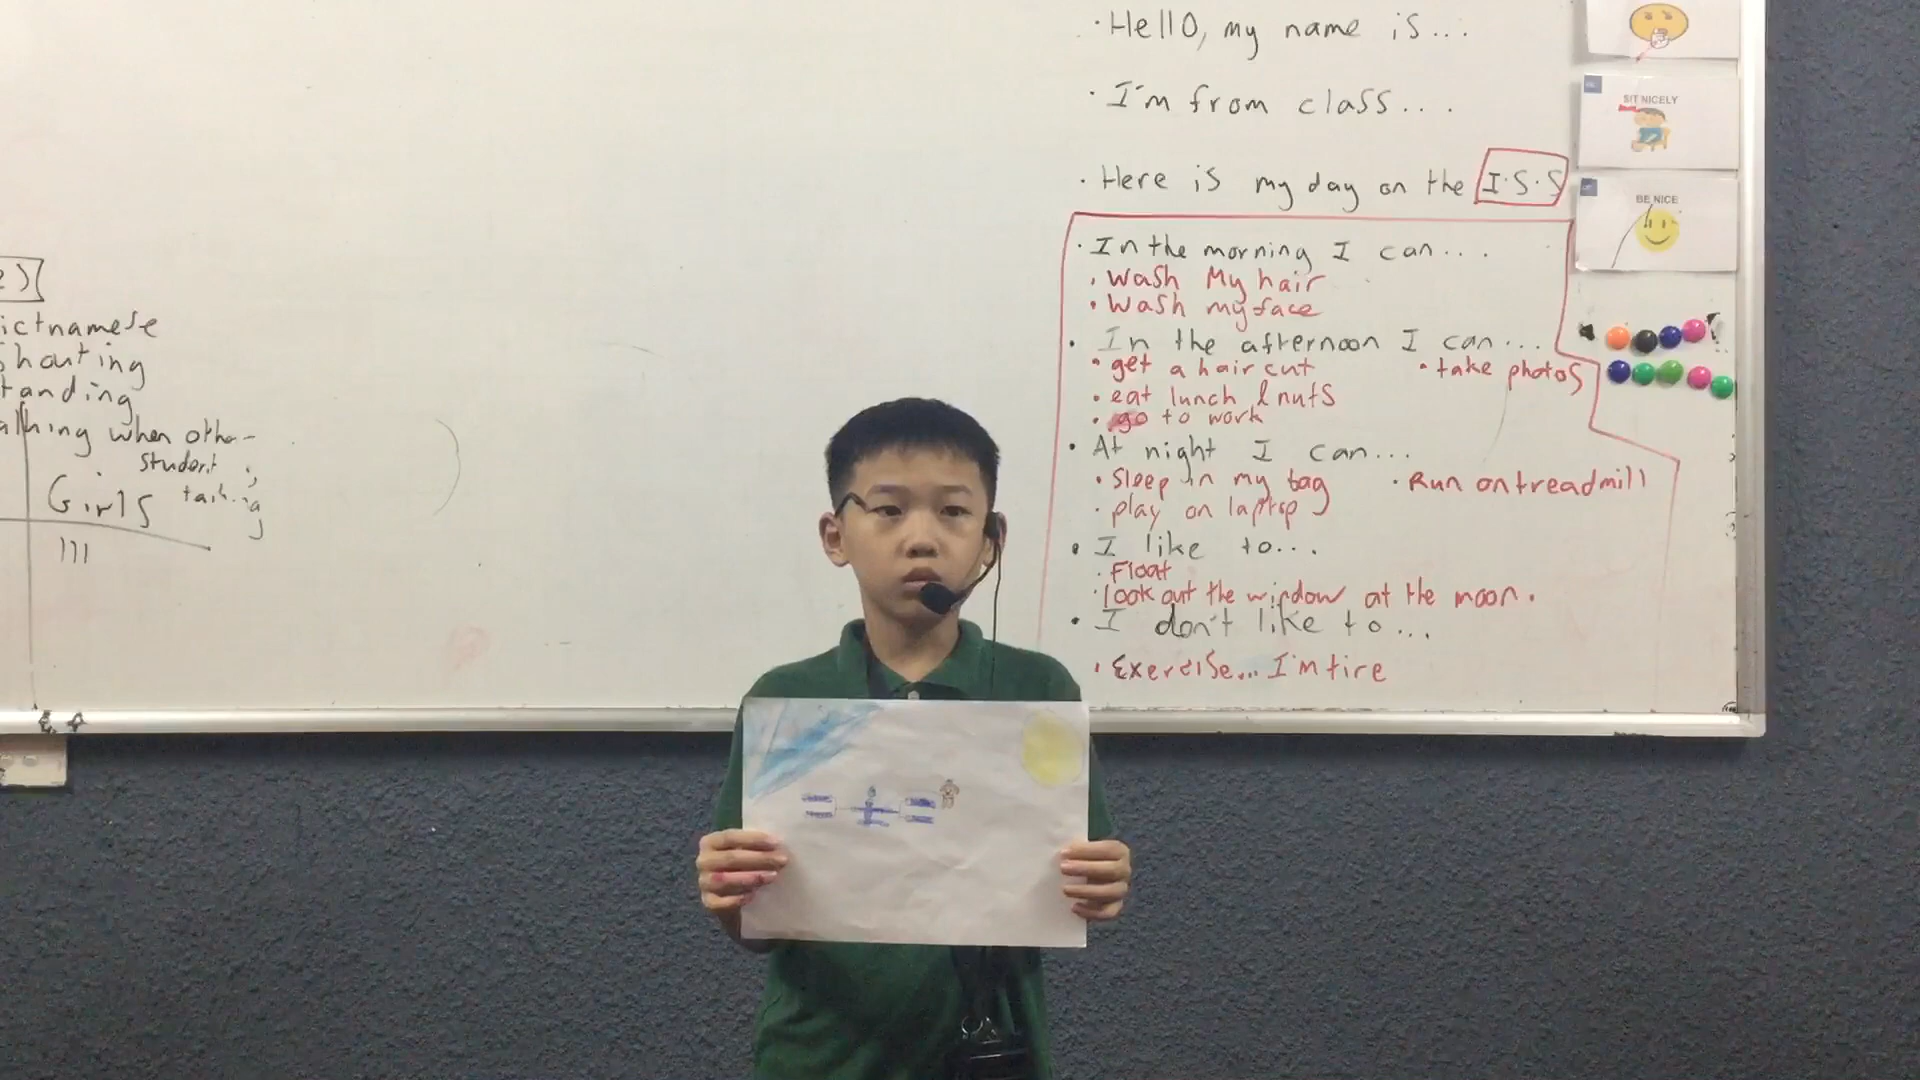 · Hello, my name is...
· I'm from class....
· Here is my day on the I.S.S
· In the morning I can....
· Wash My hair
· Wash my face
· In the afternoon I can...
· get a hair cut
· take photos
· eat lunch & nuts
· go to work
· At night I can...
· Sleep in my bag
· Run on treadmill
· play on laptop
· I like to...
· Float
· look out the window at the moon.
· I don't like to...
· Exercise... I'm tire
SIT NICELY
BE NICE
ictnamese
Shouting
tanding
alking when othe-
student
Girls